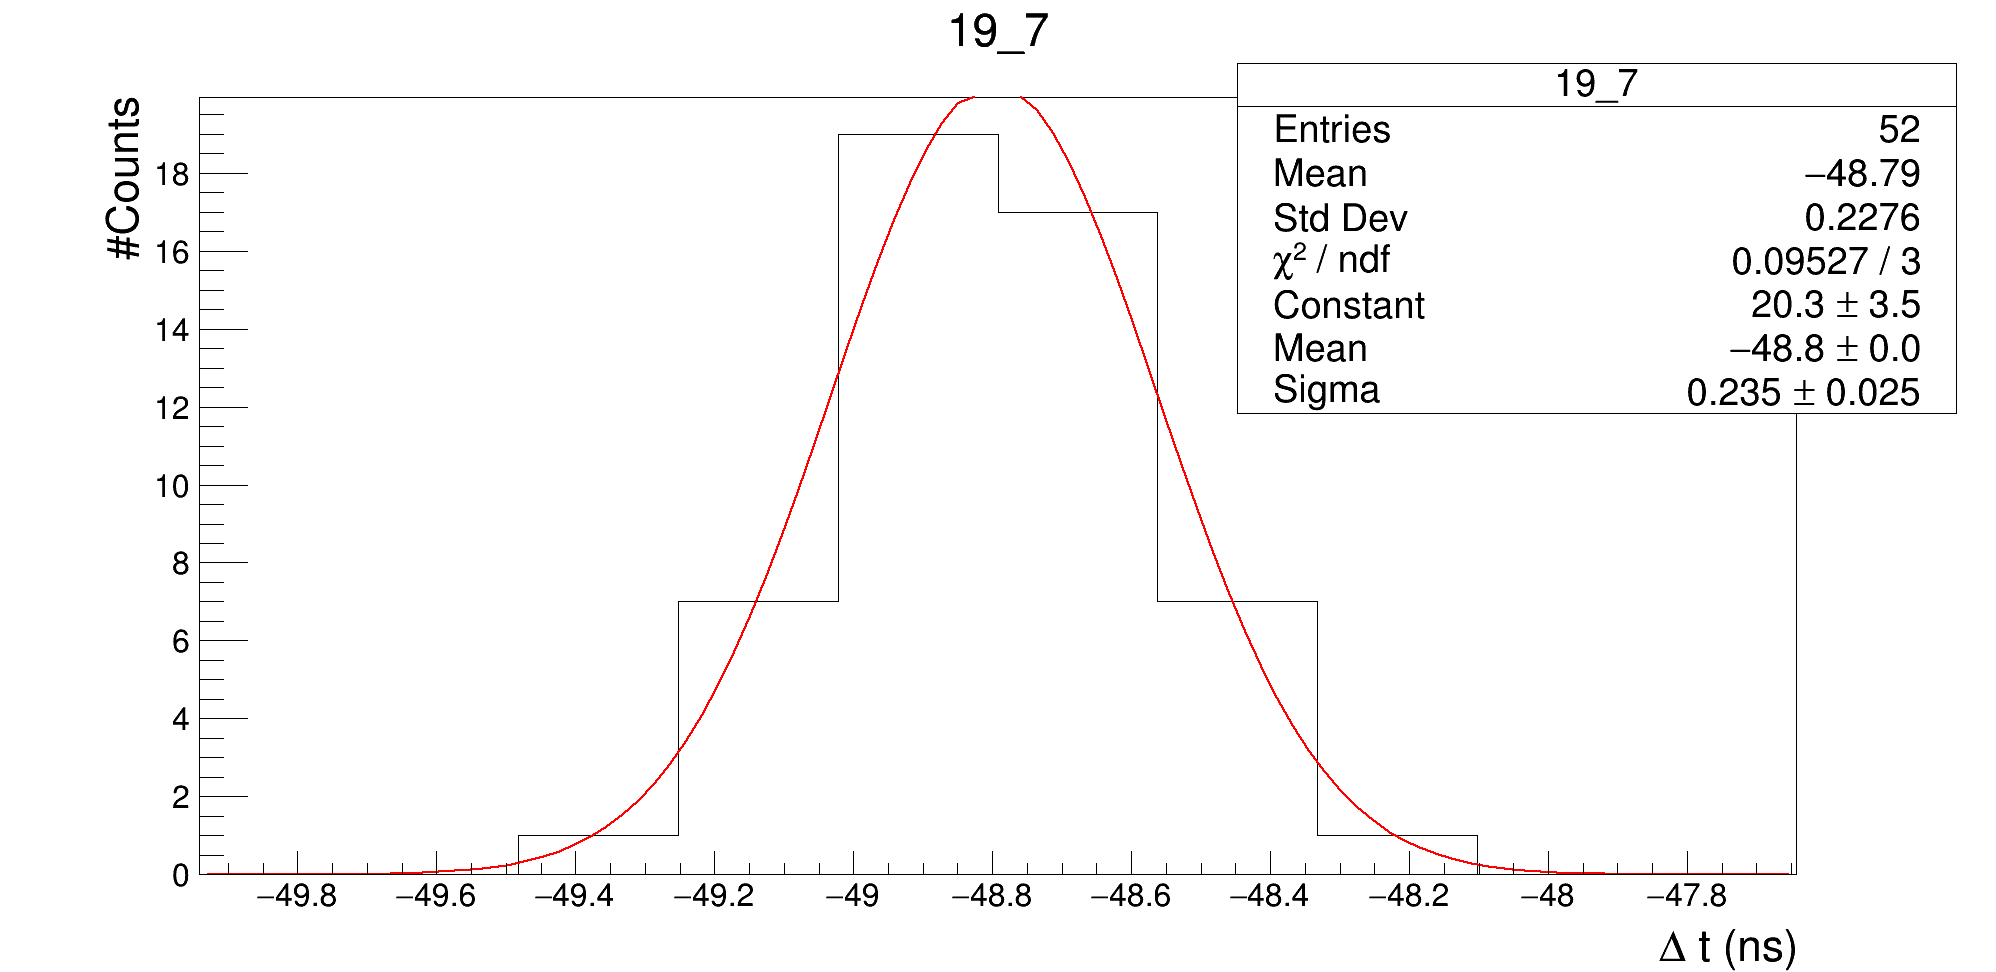 19_7
19_7
Entries 52
Mean −48.79
Std Dev 0.2276
χ² / ndf 0.09527 / 3
Constant 20.3 ± 3.5
Mean −48.8 ± 0.0
Sigma 0.235 ± 0.025
#Counts
18
16
14
12
10
8
6
4
2
0
−49.8 −49.6 −49.4 −49.2 −49 −48.8 −48.6 −48.4 −48.2 −48 −47.8
Δ t (ns)